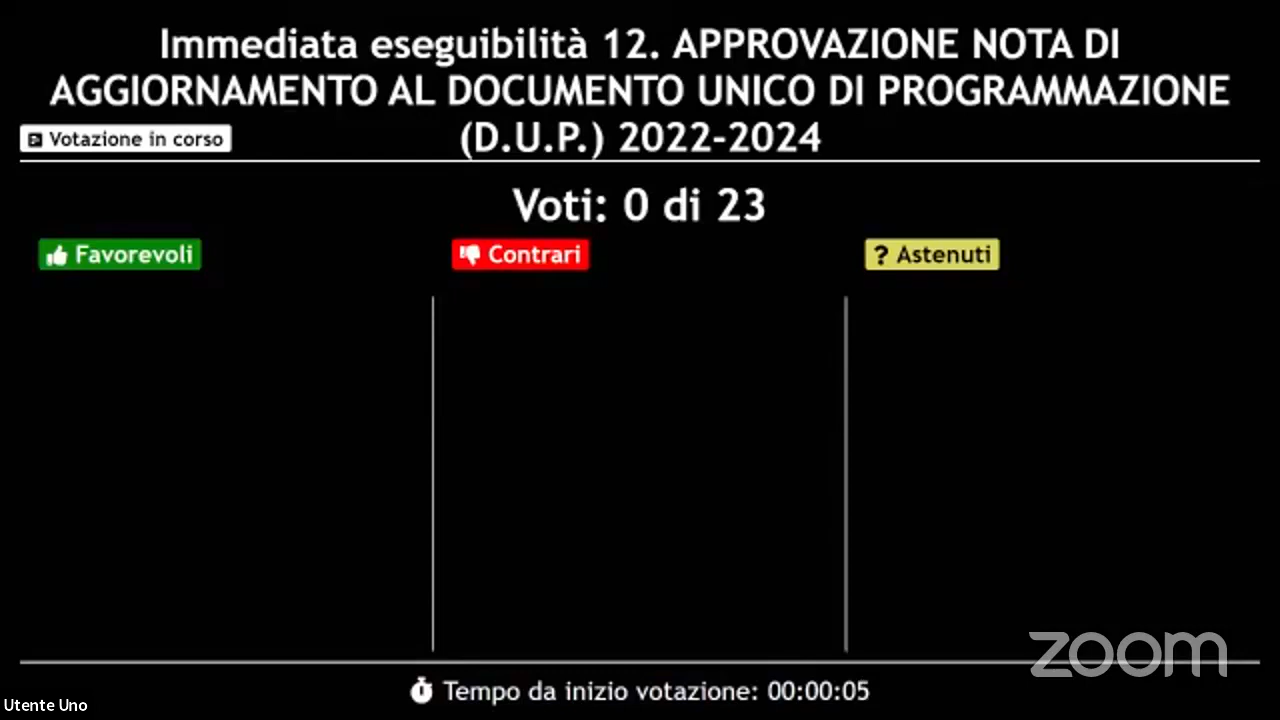 Immediata eseguibilità 12. APPROVAZIONE NOTA DI
AGGIORNAMENTO AL DOCUMENTO UNICO DI PROGRAMMAZIONE
(D.U.P.) 2022-2024
Votazione in corso
Voti: 0 di 23
Favorevoli
Contrari
? Astenuti
zoom
Tempo da inizio votazione: 00:00:05
Utente Uno